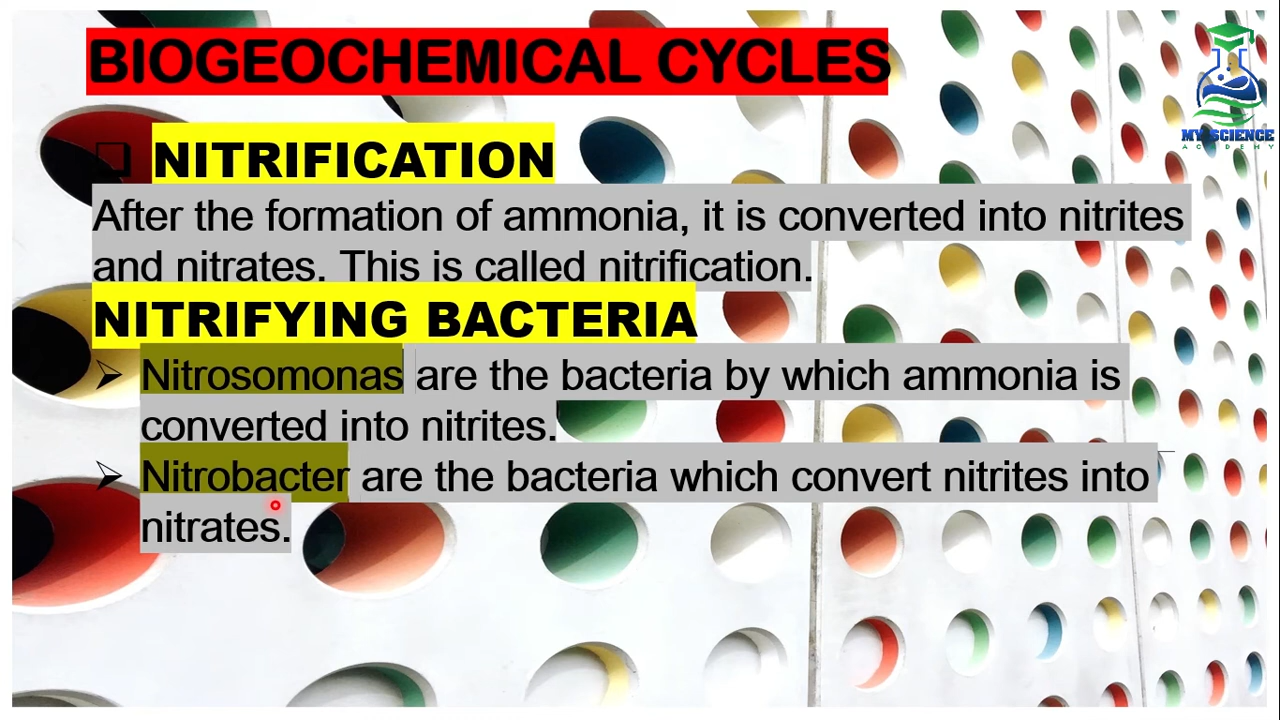 BIOGEOCHEMICAL CYCLES
MY SCIENCE
ACADEMY
❑ NITRIFICATION
After the formation of ammonia, it is converted into nitrites
and nitrates. This is called nitrification.
NITRIFYING BACTERIA
➢ Nitrosomonas are the bacteria by which ammonia is
converted into nitrites.
➢ Nitrobacter are the bacteria which convert nitrites into
nitrates.